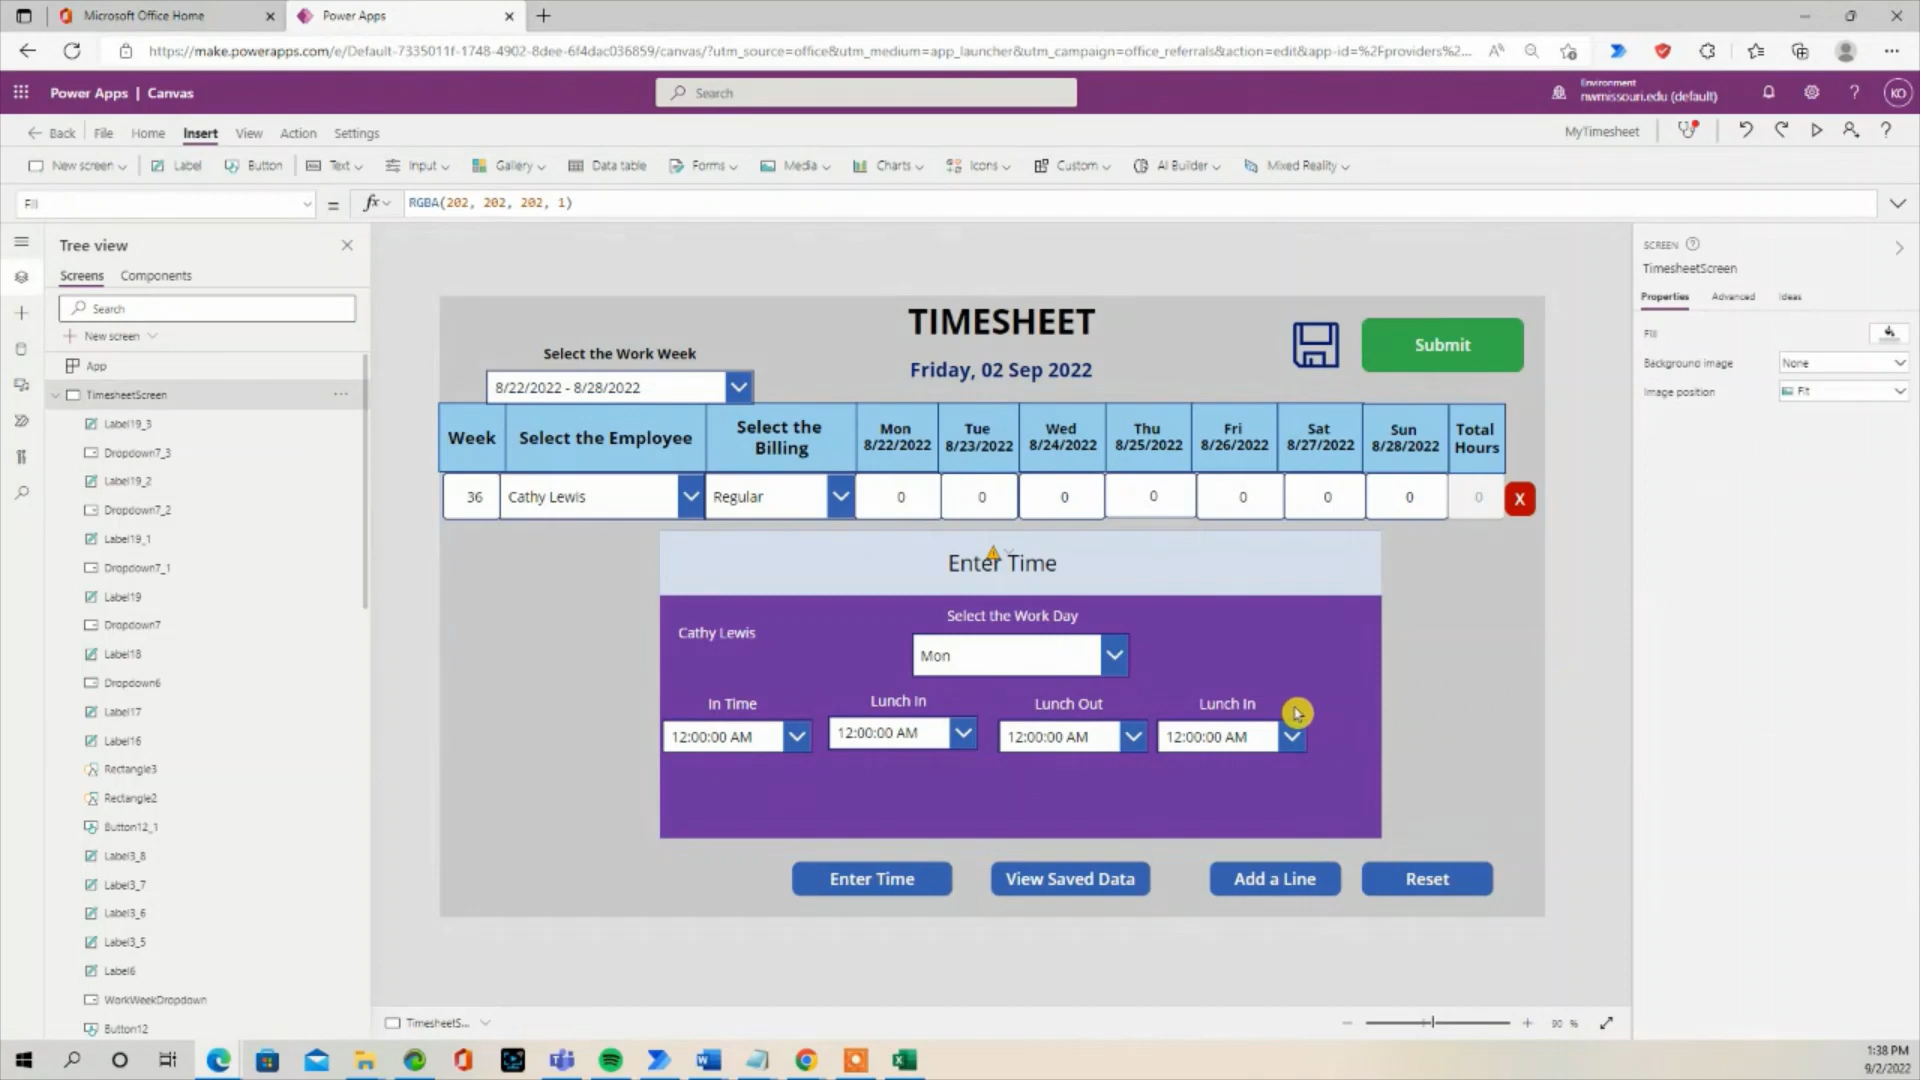 Microsoft Office Home
Power Apps
https://make.powerapps.com/e/Default-7335011f-1748-4902-8dee-6f4dac036859/canvas/?utm_source=office&utm_medium=app_launcher&utm_campaign=office_referrals&action=edit&app-id=%2Fproviders%2...
Power Apps | Canvas
Search
Environment
nwmissouri.edu (default)
KO
Back File Home Insert View Action Settings
MyTimesheet
New screen Label Button Text Input Gallery Data table Forms Media Charts Icons Custom AI Builder Mixed Reality
Fill = fx RGBA(202, 202, 202, 1)
Tree view
Screens Components
Search
New screen
App
TimesheetScreen ...
Label19_3
Dropdown7_3
Label19_2
Dropdown7_2
Label19_1
Dropdown7_1
Label19
Dropdown7
Label18
Dropdown6
Label17
Label16
Rectangle3
Rectangle2
Button12_1
Label3_8
Label3_7
Label3_6
Label3_5
Label6
WorkWeekDropdown
Button12
TIMESHEET
Select the Work Week
Friday, 02 Sep 2022
Submit
8/22/2022 - 8/28/2022
Week Select the Employee Select the Billing Mon 8/22/2022 Tue 8/23/2022 Wed 8/24/2022 Thu 8/25/2022 Fri 8/26/2022 Sat 8/27/2022 Sun 8/28/2022 Total Hours
36 Cathy Lewis Regular 0 0 0 0 0 0 0 0 X
Enter Time
Select the Work Day
Cathy Lewis
Mon
In Time Lunch In Lunch Out Lunch In
12:00:00 AM 12:00:00 AM 12:00:00 AM 12:00:00 AM
Enter Time View Saved Data Add a Line Reset
TimesheetS...
90 %
SCREEN
TimesheetScreen
Properties Advanced Ideas
Fill
Background image None
Image position Fit
1:38 PM
9/2/2022